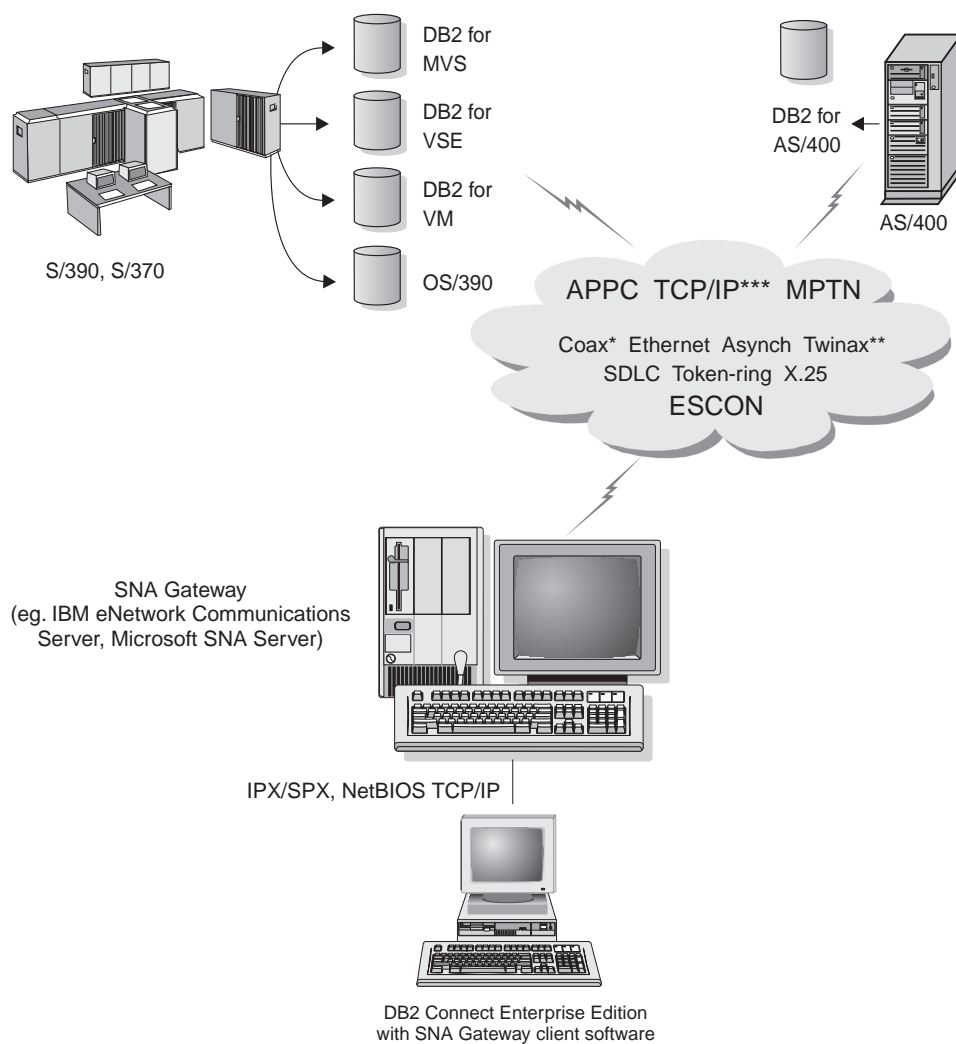 DB2 for
MVS
DB2 for
VSE
DB2 for
VM
OS/390
S/390, S/370
DB2 for
AS/400
AS/400
APPC TCP/IP*** MPTN
Coax* Ethernet Asynch Twinax**
SDLC Token-ring X.25
ESCON
SNA Gateway
(eg. IBM eNetwork Communications
Server, Microsoft SNA Server)
IPX/SPX, NetBIOS TCP/IP
DB2 Connect Enterprise Edition
with SNA Gateway client software